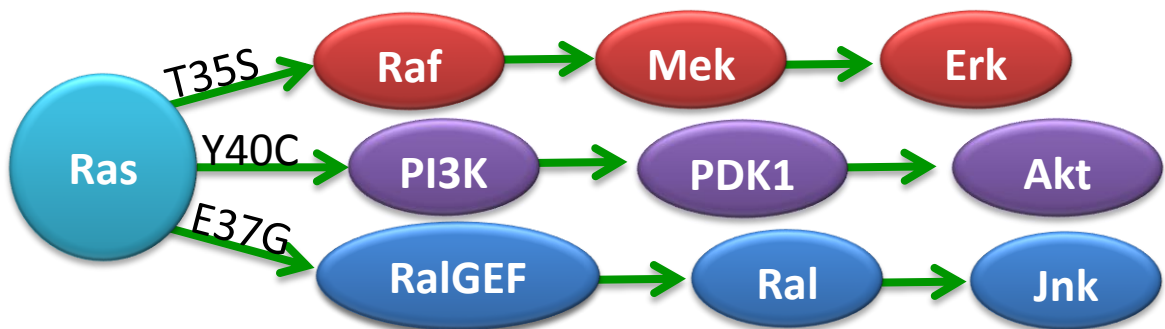 T35S
Raf
Mek
Erk
Ras
Y40C
PI3K
PDK1
Akt
E37G
RalGEF
Ral
Jnk